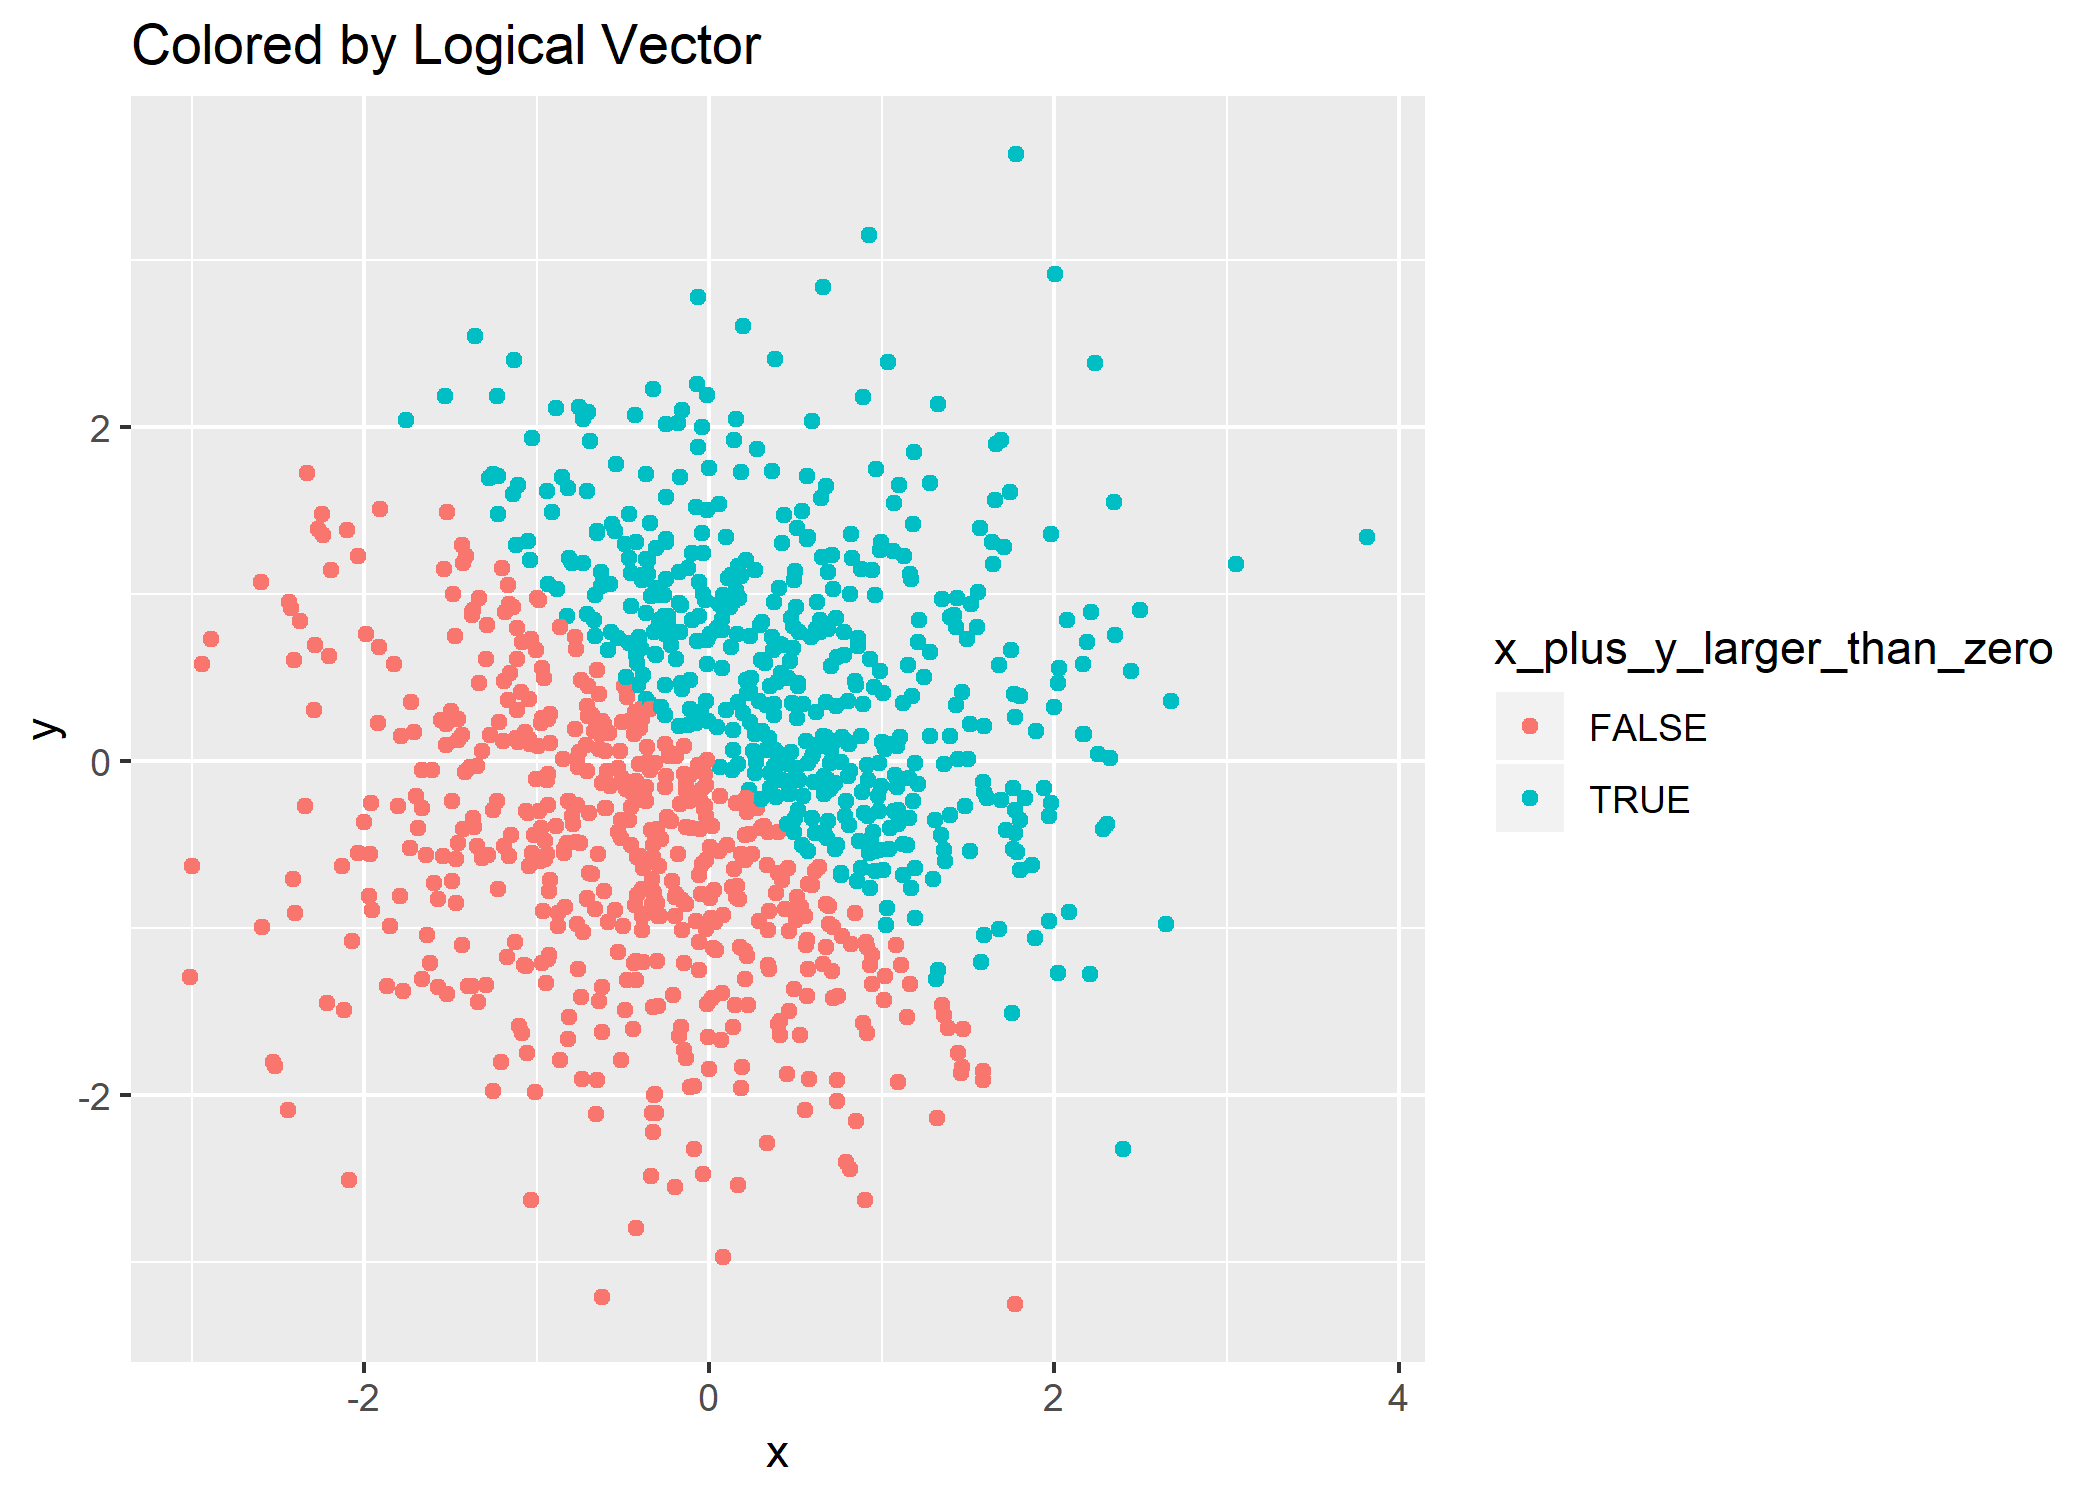 Colored by Logical Vector
2
0
-2
y
-2
0
2
4
x
x_plus_y_larger_than_zero
FALSE
TRUE